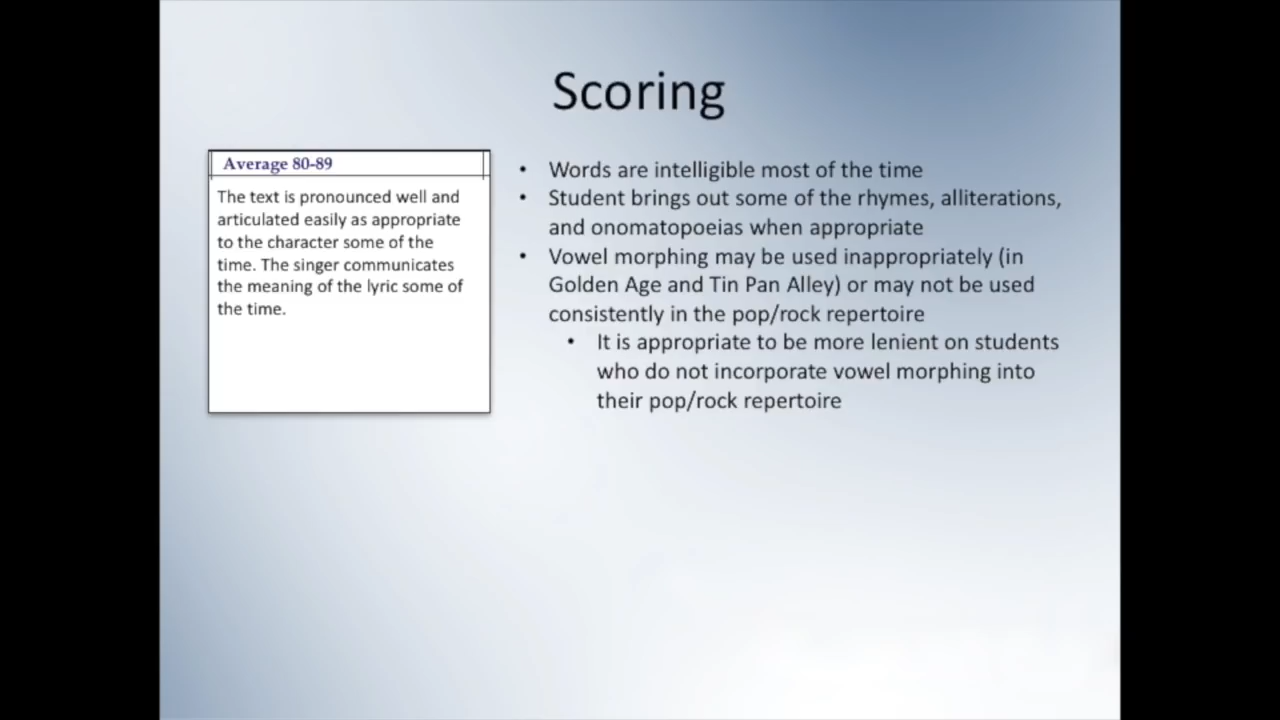 Scoring
Average 80-89
The text is pronounced well and
articulated easily as appropriate
to the character some of the
time. The singer communicates
the meaning of the lyric some of
the time.
• Words are intelligible most of the time
• Student brings out some of the rhymes, alliterations,
and onomatopoeias when appropriate
• Vowel morphing may be used inappropriately (in
Golden Age and Tin Pan Alley) or may not be used
consistently in the pop/rock repertoire
• It is appropriate to be more lenient on students
who do not incorporate vowel morphing into
their pop/rock repertoire